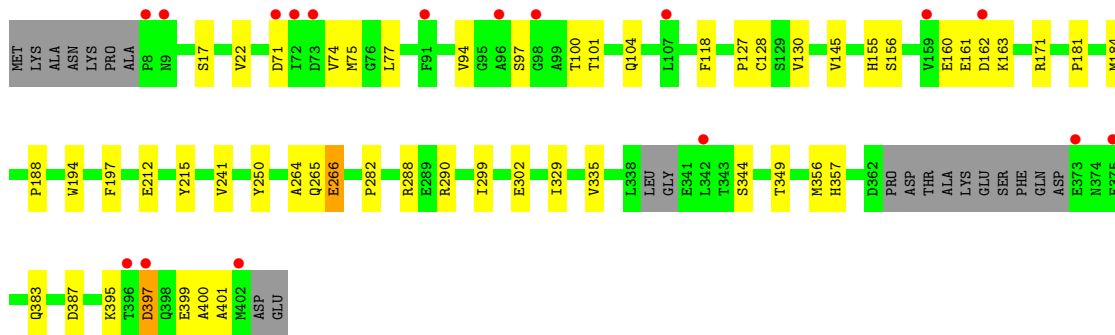 MET LYS ALA ASN LYS PRO ALA P8 N9 S17 V22 D71 I72 D73 V74 M75 G76 L77 F91 V94 G95 A96 S97 G98 A99 T100 T101 Q104 L107 F118 P127 C128 S129 V130 V145 H155 S156 V159 E160 E161 D162 K163 R171 P181 M184
P188 W194 F197 E212 Y215 V241 Y250 A264 Q265 E266 P282 R288 E289 R290 I299 E302 I329 V335 L338 LEU GLY E341 L342 T343 S344 T349 M356 H357 D362 PRO ASP THR ALA LYS GLU SER PHE GLN ASP E373 N374
Q383 D387 K395 T396 D397 Q398 E399 A400 A401 M402 ASP GLU